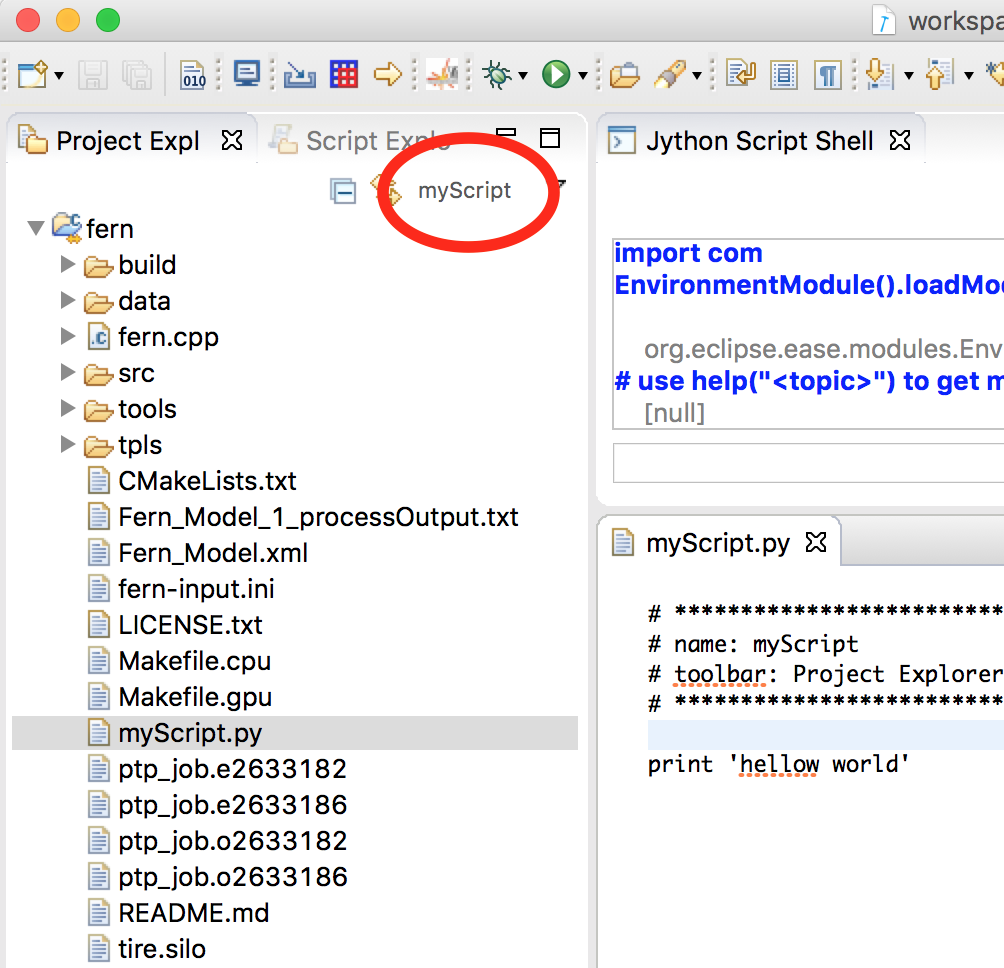 workspa
010
Project Expl
Script Explo
Jython Script Shell
myScript
fern
build
data
fern.cpp
src
tools
tpls
CMakeLists.txt
Fern_Model_1_processOutput.txt
Fern_Model.xml
fern-input.ini
LICENSE.txt
Makefile.cpu
Makefile.gpu
myScript.py
ptp_job.e2633182
ptp_job.e2633186
ptp_job.o2633182
ptp_job.o2633186
README.md
tire.silo
import com
EnvironmentModule().loadMod
org.eclipse.ease.modules.Envi
# use help("<topic>") to get m
[null]
myScript.py
# ***************************
# name: myScript
# toolbar: Project Explorer
# ***************************
print 'hellow world'